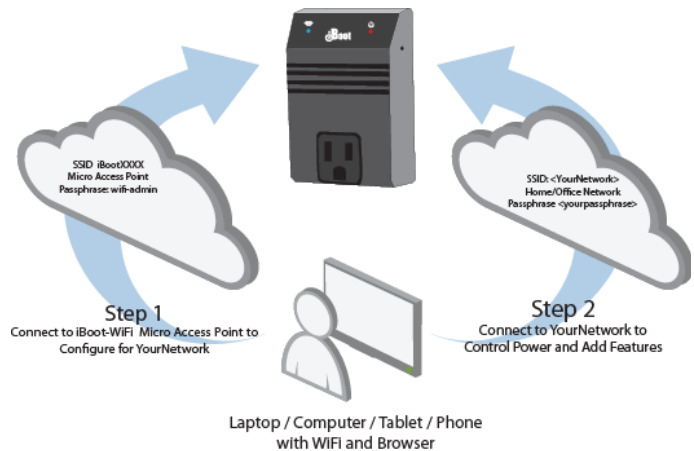 iBoot
SSID iBootXXXX
Micro Access Point
Passphrase: wifi-admin
SSID: <YourNetwork>
Home/Office Network
Passphrase <yourpassphrase>
Step 1
Connect to iBoot-WiFi Micro Access Point to
Configure for YourNetwork
Step 2
Connect to YourNetwork to
Control Power and Add Features
Laptop / Computer / Tablet / Phone
with WiFi and Browser